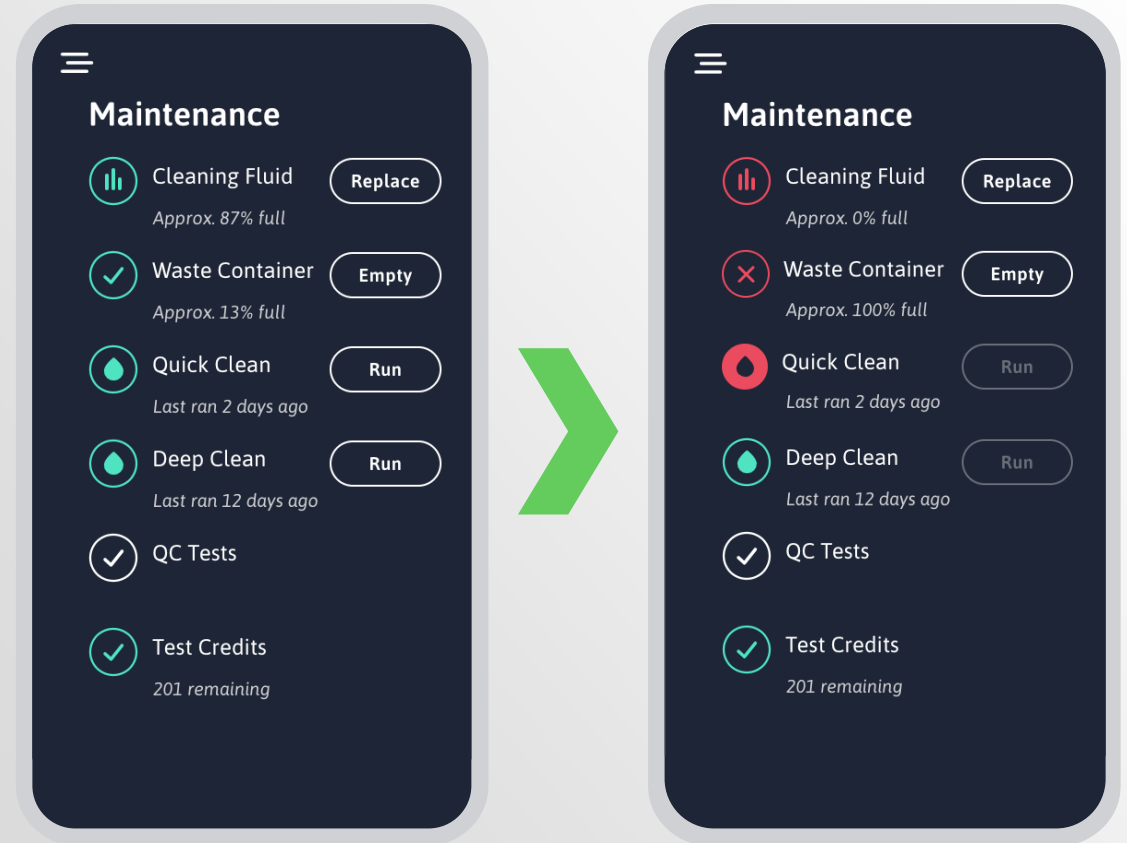 Maintenance
Cleaning Fluid
Replace
Approx. 87% full
Waste Container
Empty
Approx. 13% full
Quick Clean
Run
Last ran 2 days ago
Deep Clean
Run
Last ran 12 days ago
QC Tests
Test Credits
201 remaining
Maintenance
Cleaning Fluid
Replace
Approx. 0% full
Waste Container
Empty
Approx. 100% full
Quick Clean
Run
Last ran 2 days ago
Deep Clean
Run
Last ran 12 days ago
QC Tests
Test Credits
201 remaining